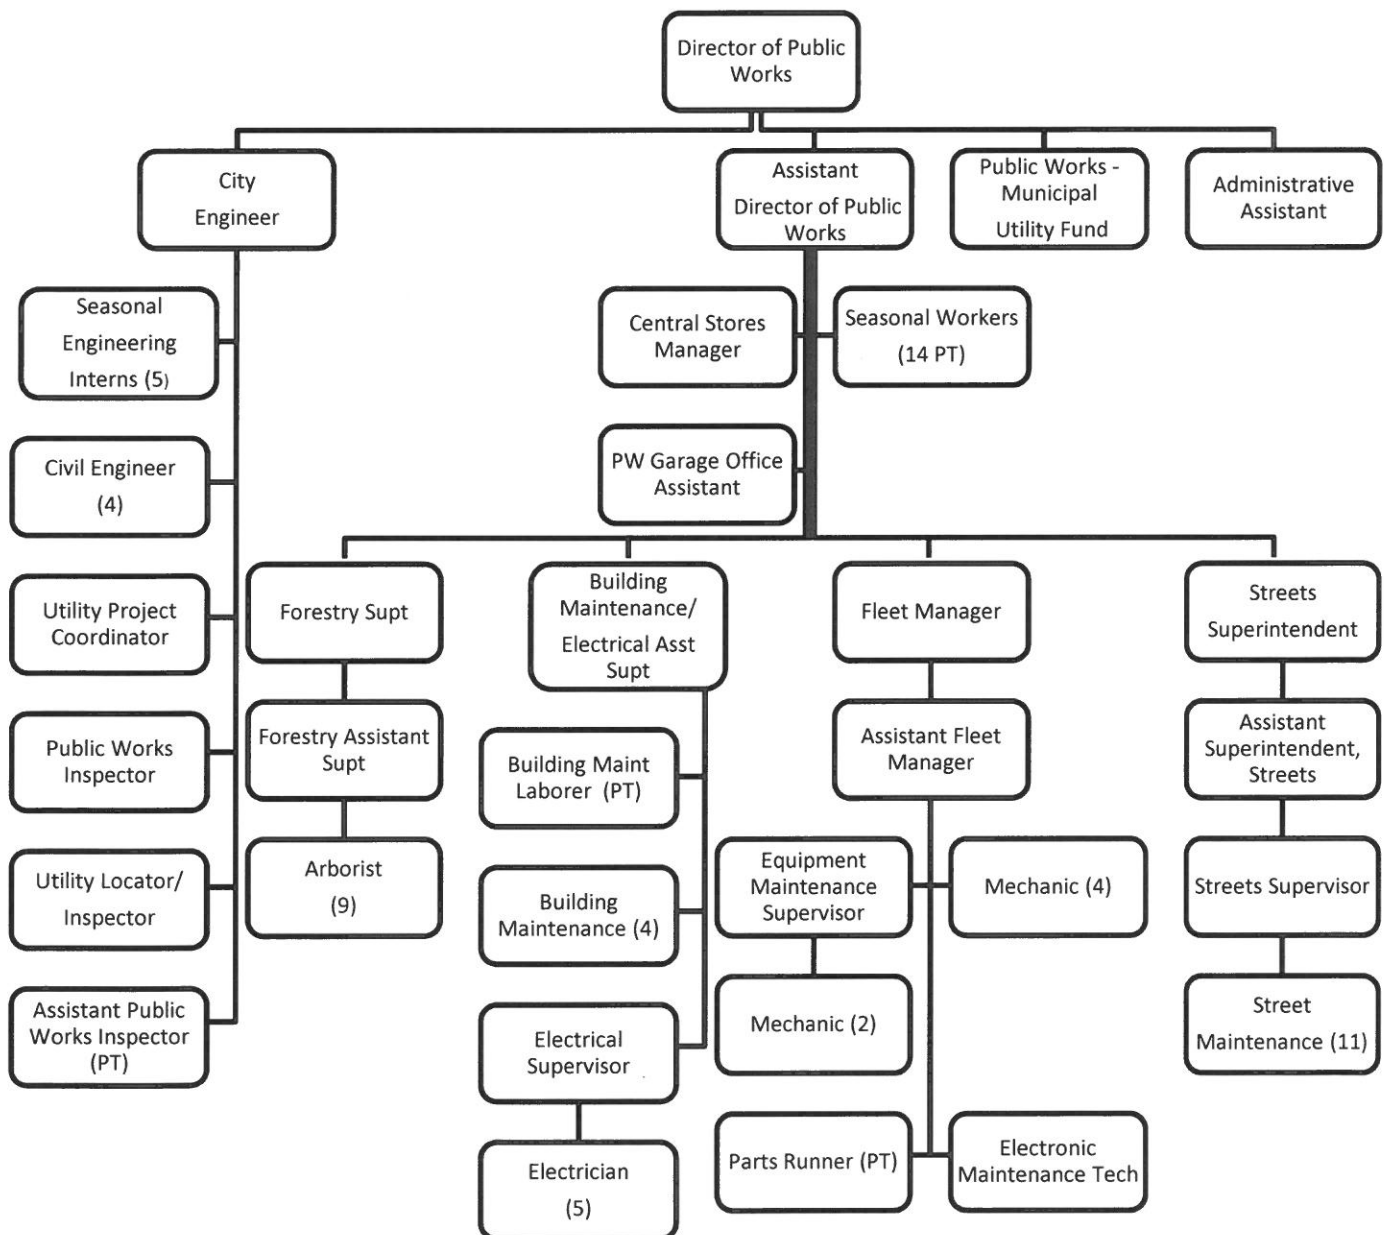 Director of Public
Works
City
Engineer
Assistant
Director of Public
Works
Public Works -
Municipal
Utility Fund
Administrative
Assistant
Seasonal
Engineering
Interns (5)
Central Stores
Manager
Seasonal Workers
(14 PT)
Civil Engineer
(4)
PW Garage Office
Assistant
Utility Project
Coordinator
Forestry Supt
Building
Maintenance/
Electrical Asst
Supt
Fleet Manager
Streets
Superintendent
Public Works
Inspector
Forestry Assistant
Supt
Building Maint
Laborer (PT)
Assistant Fleet
Manager
Assistant
Superintendent,
Streets
Utility Locator/
Inspector
Arborist
(9)
Building
Maintenance (4)
Equipment
Maintenance
Supervisor
Mechanic (4)
Streets Supervisor
Assistant Public
Works Inspector
(PT)
Electrical
Supervisor
Mechanic (2)
Street
Maintenance (11)
Electrician
(5)
Parts Runner (PT)
Electronic
Maintenance Tech